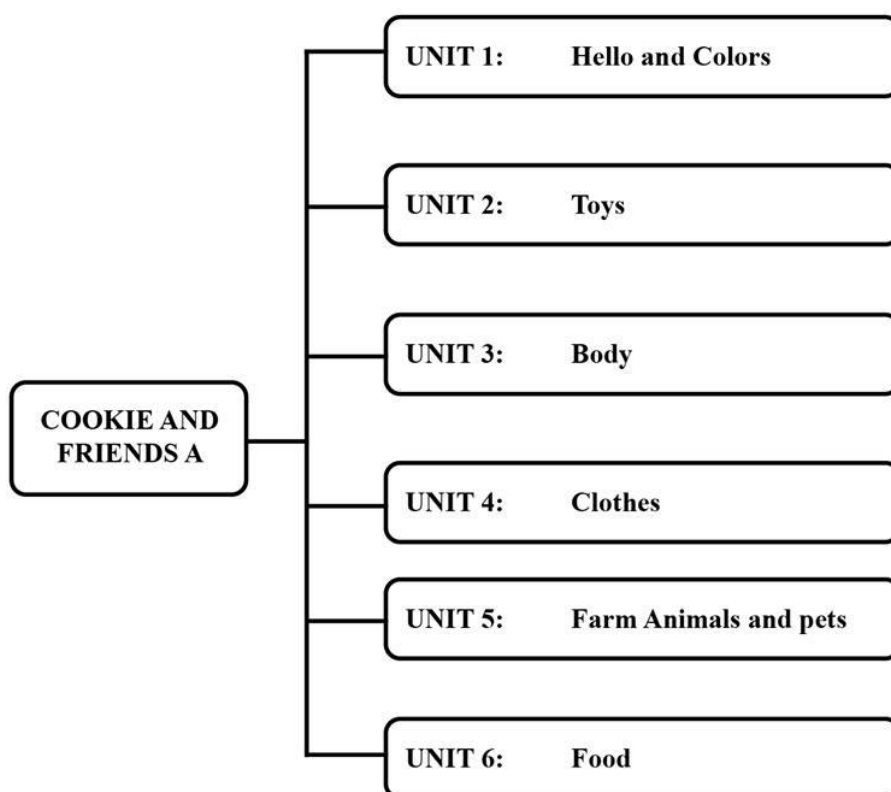 UNIT 1: Hello and Colors
UNIT 2: Toys
UNIT 3: Body
COOKIE AND
FRIENDS A
UNIT 4: Clothes
UNIT 5: Farm Animals and pets
UNIT 6: Food